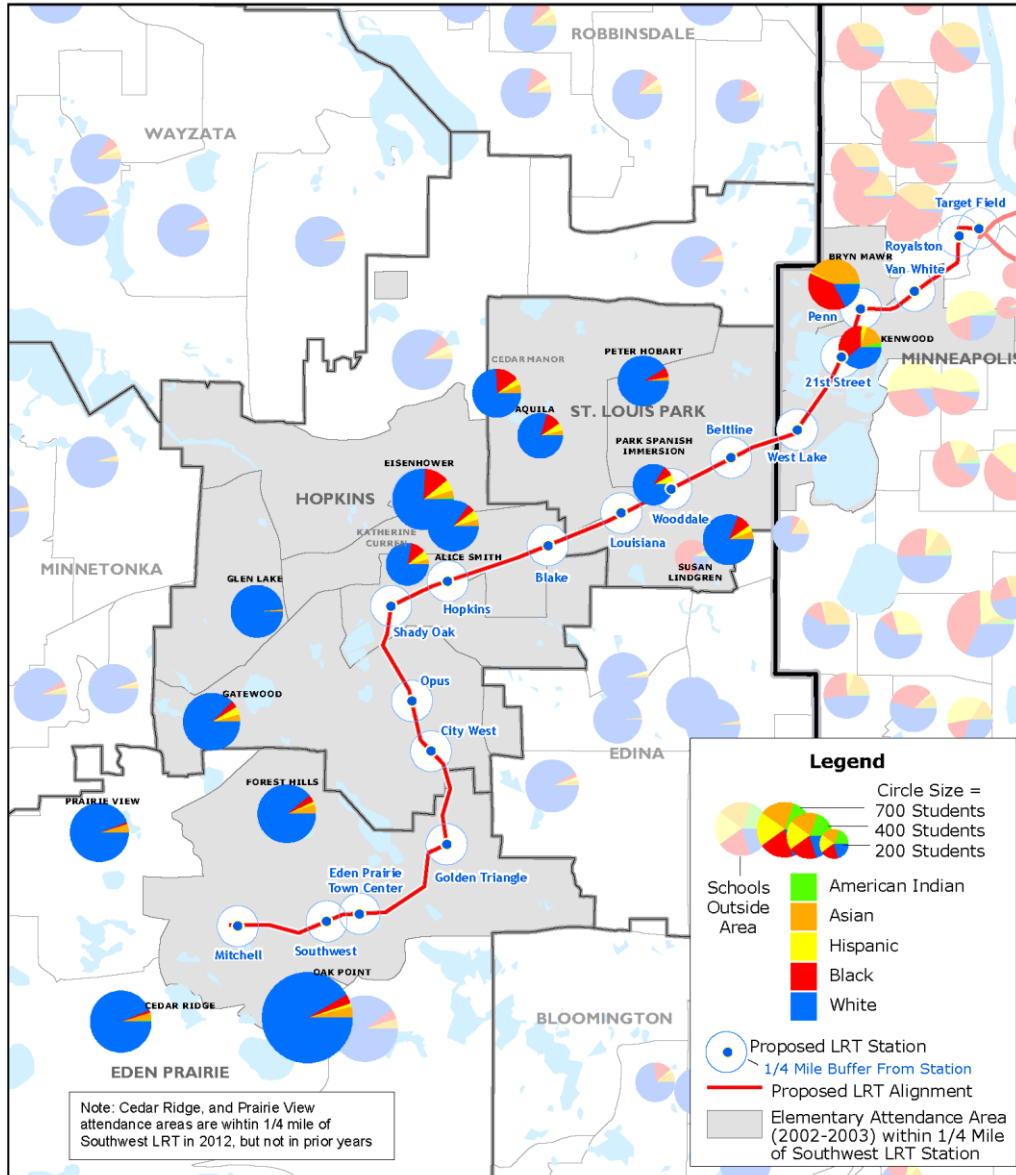 ROBBINSDALE
WAYZATA
Target Field
Royalston
BRYN MAWR
Van White
Penn
KENWOOD
MINNEAPOLIS
21st Street
CEDAR MANOR
PETER HOBART
AQUILA
ST. LOUIS PARK
Beltline
West Lake
PARK SPANISH
IMMERSION
EISENHOWER
HOPKINS
Wooddale
Louisiana
KATHERINE
CURREN
ALICE SMITH
Blake
SUSAN
LINDGREN
MINNETONKA
GLEN LAKE
Hopkins
Shady Oak
Opus
GATEWOOD
City West
EDINA
FOREST HILLS
PRAIRIE VIEW
Golden Triangle
Eden Prairie
Town Center
Mitchell
Southwest
OAK POINT
CEDAR RIDGE
BLOOMINGTON
EDEN PRAIRIE
Note: Cedar Ridge, and Prairie View
attendance areas are whithin 1/4 mile of
Southwest LRT in 2012, but not in prior years
Legend
Circle Size =
700 Students
400 Students
200 Students
Schools
Outside
Area
American Indian
Asian
Hispanic
Black
White
Proposed LRT Station
1/4 Mile Buffer From Station
Proposed LRT Alignment
Elementary Attendance Area
(2002-2003) within 1/4 Mile
of Southwest LRT Station